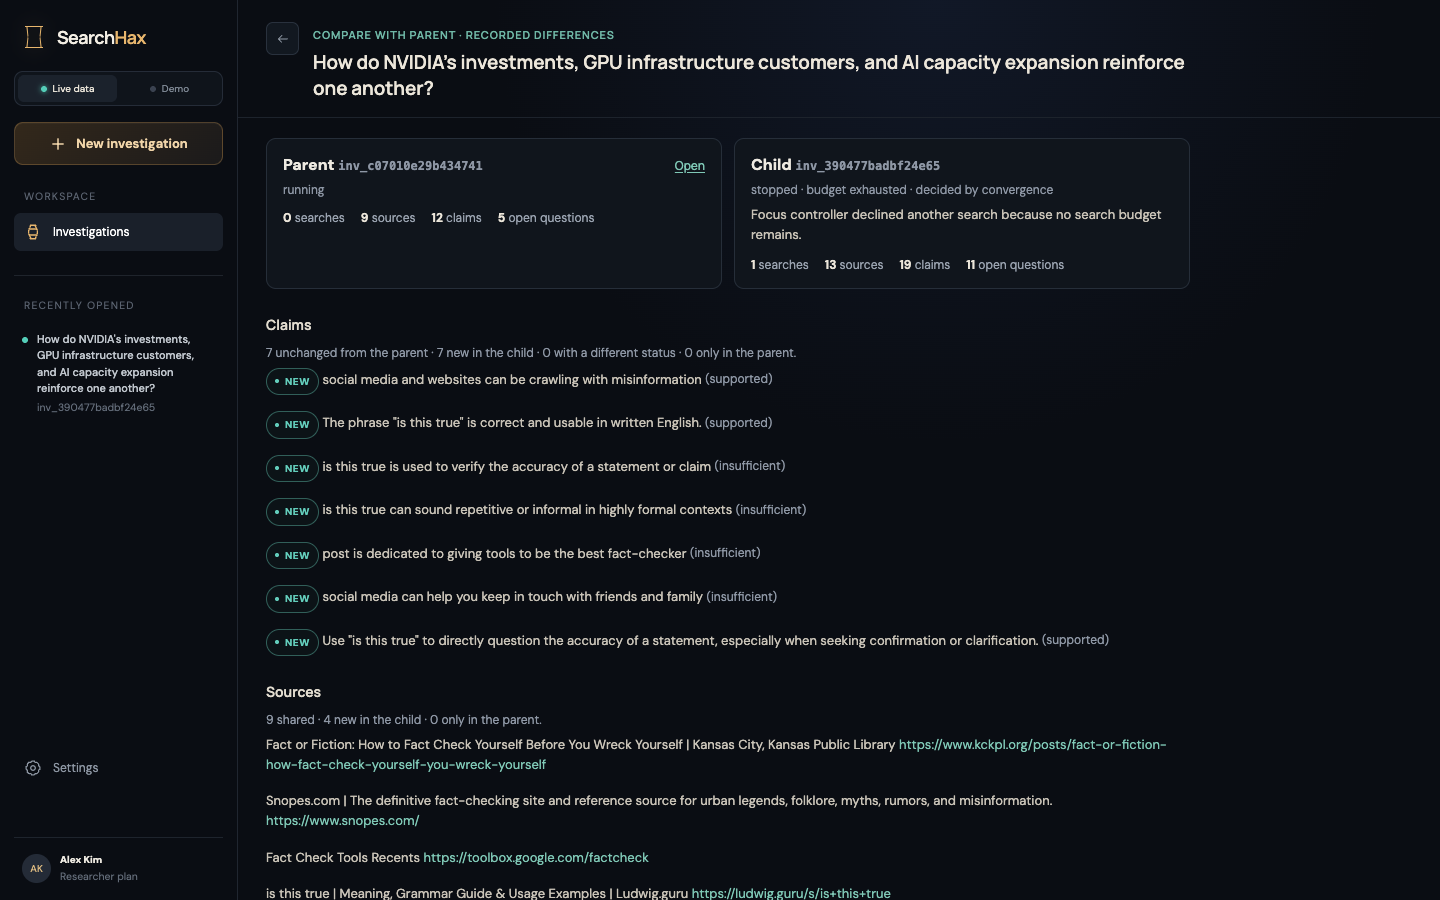 SearchHax
Live data
Demo
New investigation
WORKSPACE
Investigations
RECENTLY OPENED
How do NVIDIA's investments,
GPU infrastructure customers,
and AI capacity expansion
reinforce one another?
inv_390477badbf24e65
Settings
AK
Alex Kim
Researcher plan
COMPARE WITH PARENT · RECORDED DIFFERENCES
How do NVIDIA's investments, GPU infrastructure customers, and AI capacity expansion reinforce
one another?
Parent inv_c07010e29b434741
Open
running
0 searches 9 sources 12 claims 5 open questions
Child inv_390477badbf24e65
stopped · budget exhausted · decided by convergence
Focus controller declined another search because no search budget
remains.
1 searches 13 sources 19 claims 11 open questions
Claims
7 unchanged from the parent · 7 new in the child · 0 with a different status · 0 only in the parent.
NEW social media and websites can be crawling with misinformation (supported)
NEW The phrase "is this true" is correct and usable in written English. (supported)
NEW is this true is used to verify the accuracy of a statement or claim (insufficient)
NEW is this true can sound repetitive or informal in highly formal contexts (insufficient)
NEW post is dedicated to giving tools to be the best fact-checker (insufficient)
NEW social media can help you keep in touch with friends and family (insufficient)
NEW Use "is this true" to directly question the accuracy of a statement, especially when seeking confirmation or clarification. (supported)
Sources
9 shared · 4 new in the child · 0 only in the parent.
Fact or Fiction: How to Fact Check Yourself Before You Wreck Yourself | Kansas City, Kansas Public Library https://www.kckpl.org/posts/fact-or-fiction-
how-fact-check-yourself-you-wreck-yourself
Snopes.com | The definitive fact-checking site and reference source for urban legends, folklore, myths, rumors, and misinformation.
https://www.snopes.com/
Fact Check Tools Recents https://toolbox.google.com/factcheck
is this true | Meaning, Grammar Guide & Usage Examples | Ludwig.guru https://ludwig.guru/s/is+this+true